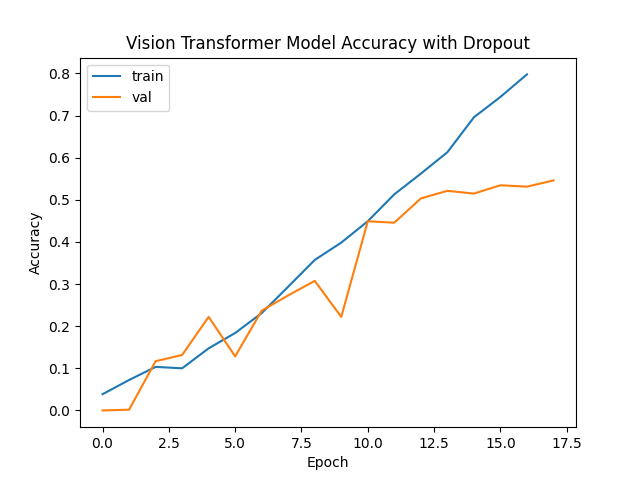 Vision Transformer Model Accuracy with Dropout
train
val
Accuracy
0.8
0.7
0.6
0.5
0.4
0.3
0.2
0.1
0.0
0.0 2.5 5.0 7.5 10.0 12.5 15.0 17.5
Epoch